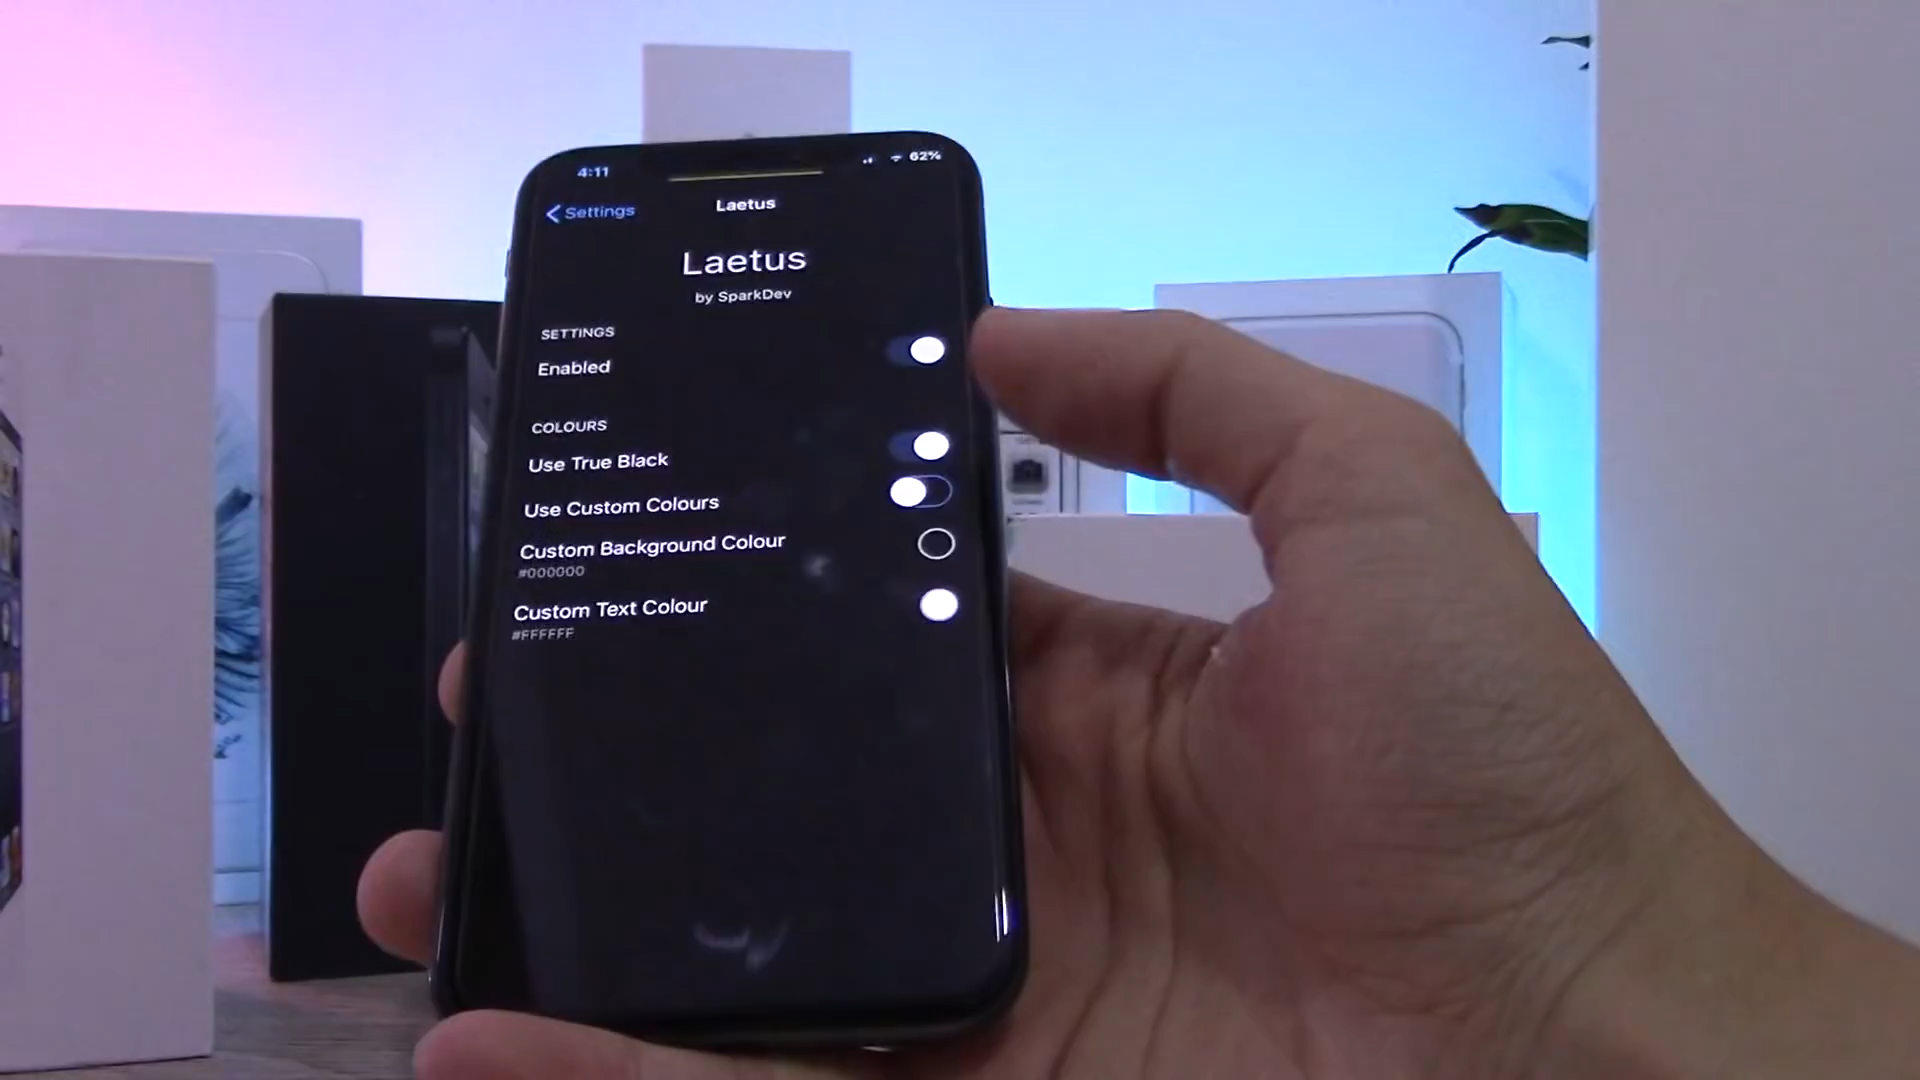 4:11
62%
Settings
Laetus
Laetus
by SparkDev
SETTINGS
Enabled
COLOURS
Use True Black
Use Custom Colours
Custom Background Colour
#000000
Custom Text Colour
#FFFFFF